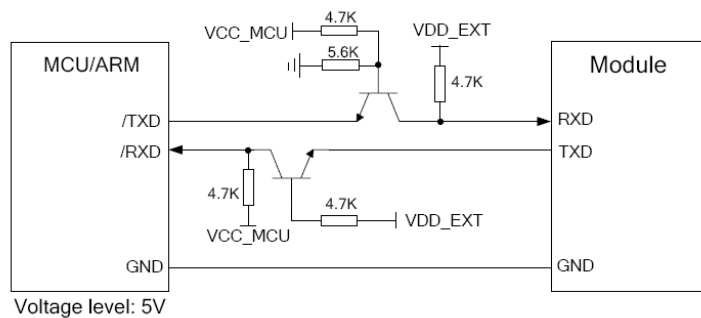 VCC_MCU
4.7K
VDD_EXT
MCU/ARM
5.6K
4.7K
Module
/TXD
RXD
/RXD
TXD
4.7K
4.7K
VDD_EXT
VCC_MCU
GND
GND
Voltage level: 5V